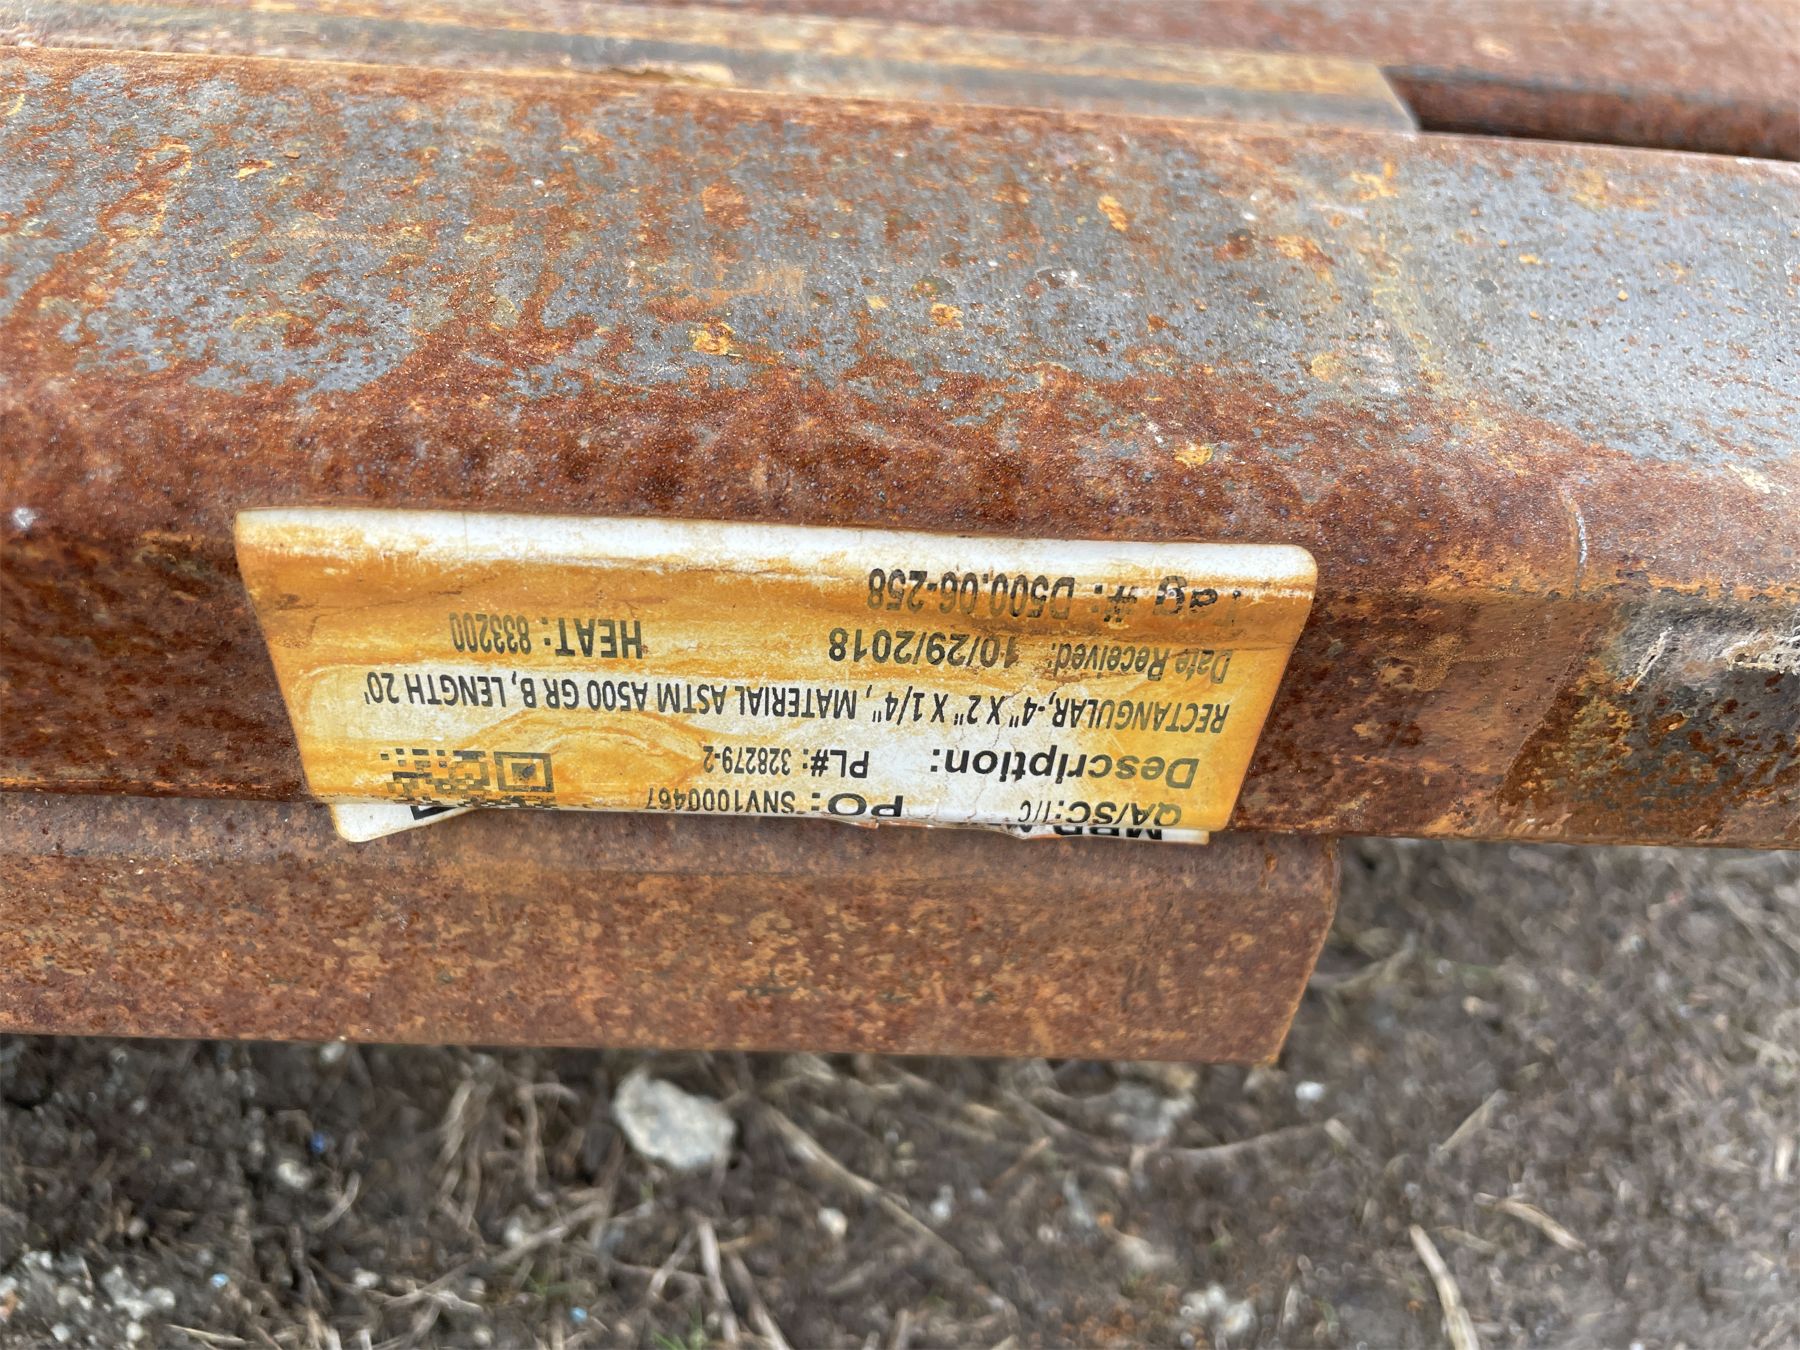 QA/SC: I/C PO: SNV1000467
Description: PL#: 328279-2
RECTANGULAR,-4" X 2" X 1/4", MATERIAL ASTM A500 GR B, LENGTH 20'
Date Received: 10/29/2018 HEAT: 833200
Tag #: D500.06-258